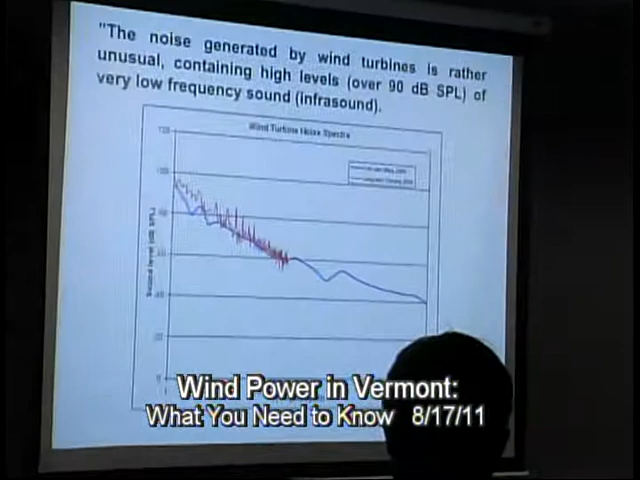 "The noise generated by wind turbines is rather
unusual, containing high levels (over 90 dB SPL) of
very low frequency sound (infrasound).
Wind Turbine Noise Spectra
Wind Power in Vermont:
What You Need to Know 8/17/11